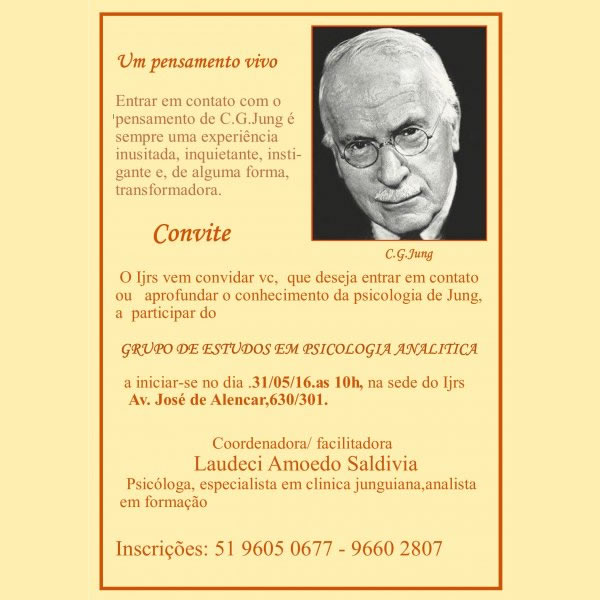 Um pensamento vivo
Entrar em contato com o
'pensamento de C.G.Jung é
sempre uma experiência
inusitada, inquietante, insti-
gante e, de alguma forma,
transformadora.
C.G.Jung
Convite
O Ijrs vem convidar vc, que deseja entrar em contato
ou aprofundar o conhecimento da psicologia de Jung,
a participar do
GRUPO DE ESTUDOS EM PSICOLOGIA ANALITICA
a iniciar-se no dia .31/05/16.as 10h, na sede do Ijrs
Av. José de Alencar,630/301.
Coordenadora/ facilitadora
Laudeci Amoedo Saldivia
Psicóloga, especialista em clinica junguiana,analista
em formação
Inscrições: 51 9605 0677 - 9660 2807